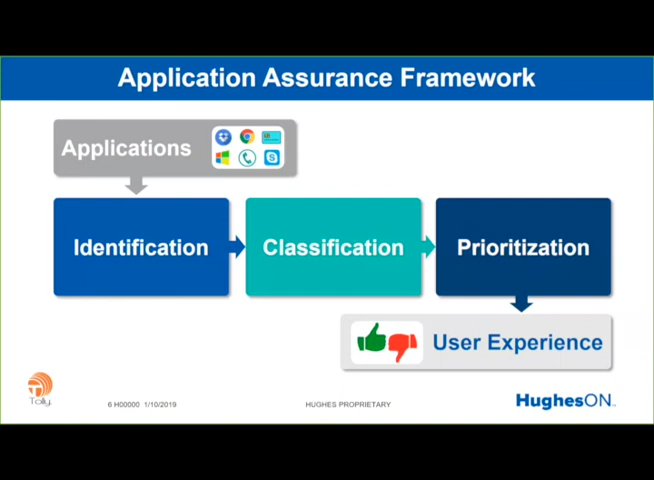 Application Assurance Framework
Applications
Identification
Classification
Prioritization
User Experience
Tolly
6 H00000 1/10/2019
HUGHES PROPRIETARY
HughesON